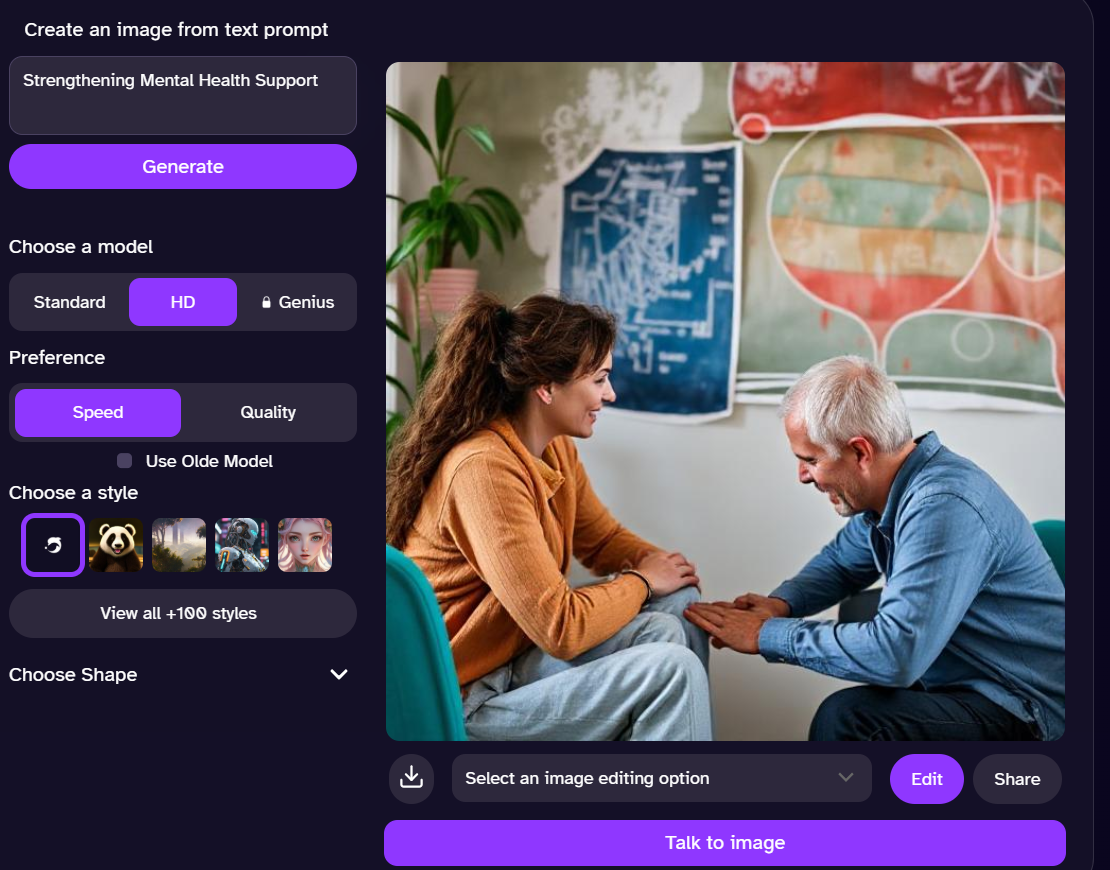 Create an image from text prompt
Strengthening Mental Health Support
Generate
Choose a model
Standard
HD
Genius
Preference
Speed
Quality
Use Olde Model
Choose a style
View all +100 styles
Choose Shape
Select an image editing option
Edit
Share
Talk to image